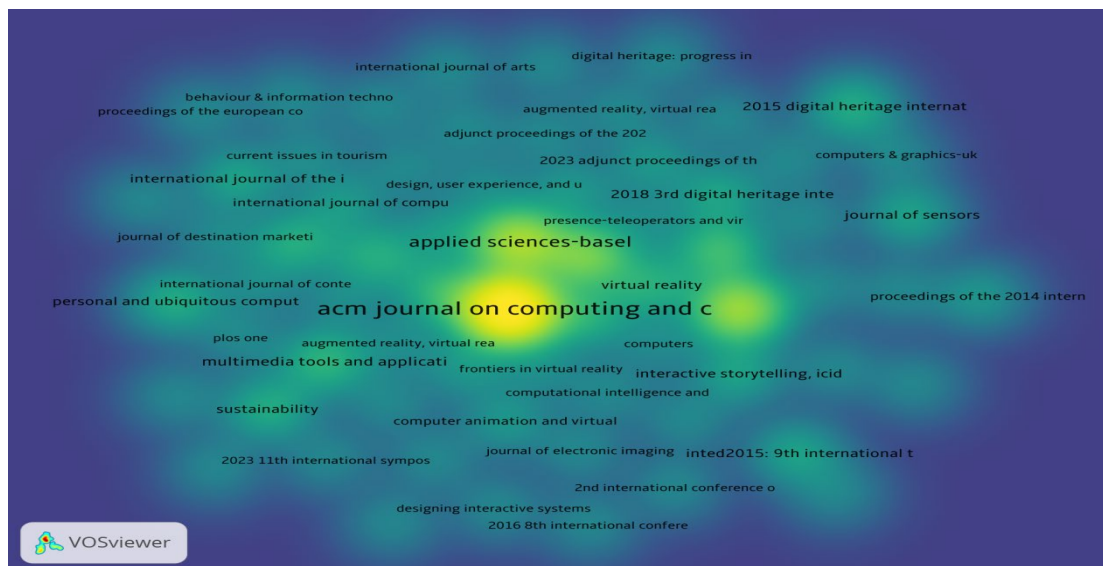 digital heritage: progress in
international journal of arts
behaviour & information techno
2015 digital heritage internat
proceedings of the european co
augmented reality, virtual rea
adjunct proceedings of the 202
current issues in tourism
2023 adjunct proceedings of th
computers & graphics-uk
international journal of the i
design, user experience, and u
2018 3rd digital heritage inte
international journal of compu
presence-teleoperators and vir
journal of sensors
journal of destination marketi
applied sciences-basel
international journal of conte
virtual reality
personal and ubiquitous comput
proceedings of the 2014 intern
acm journal on computing and c
plos one
augmented reality, virtual rea
computers
multimedia tools and applicati
frontiers in virtual reality
interactive storytelling, icid
computational intelligence and
sustainability
computer animation and virtual
journal of electronic imaging
inted2015: 9th international t
2023 11th international sympos
2nd international conference o
designing interactive systems
2016 8th international confere
VOSviewer